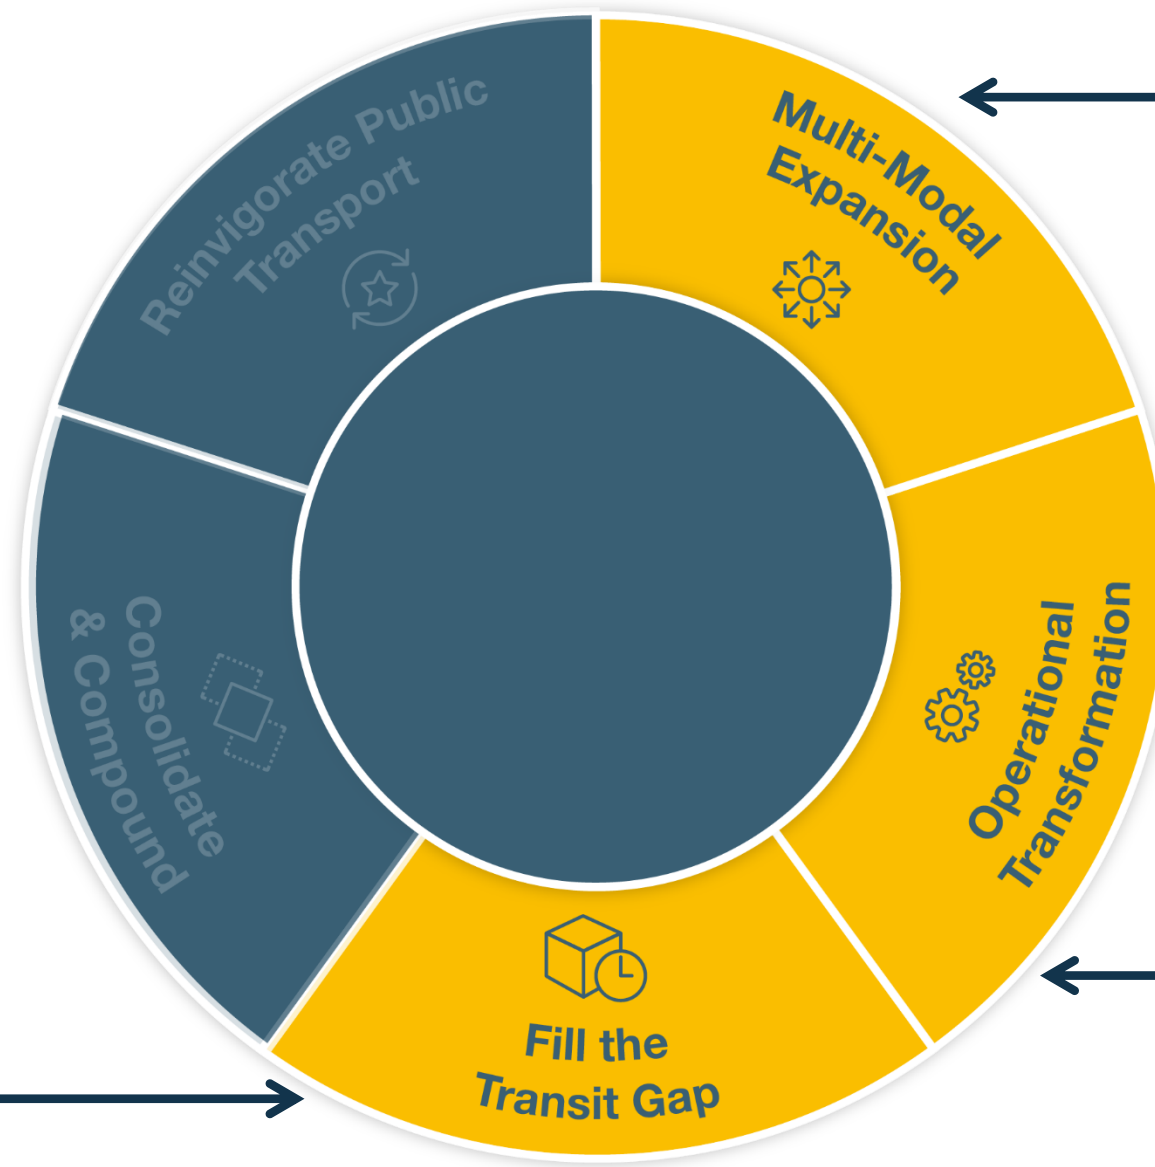 Reinvigorate Public
Transport
Multi-Modal
Expansion
Operational
Transformation
Fill the
Transit Gap
Consolidate
& Compound